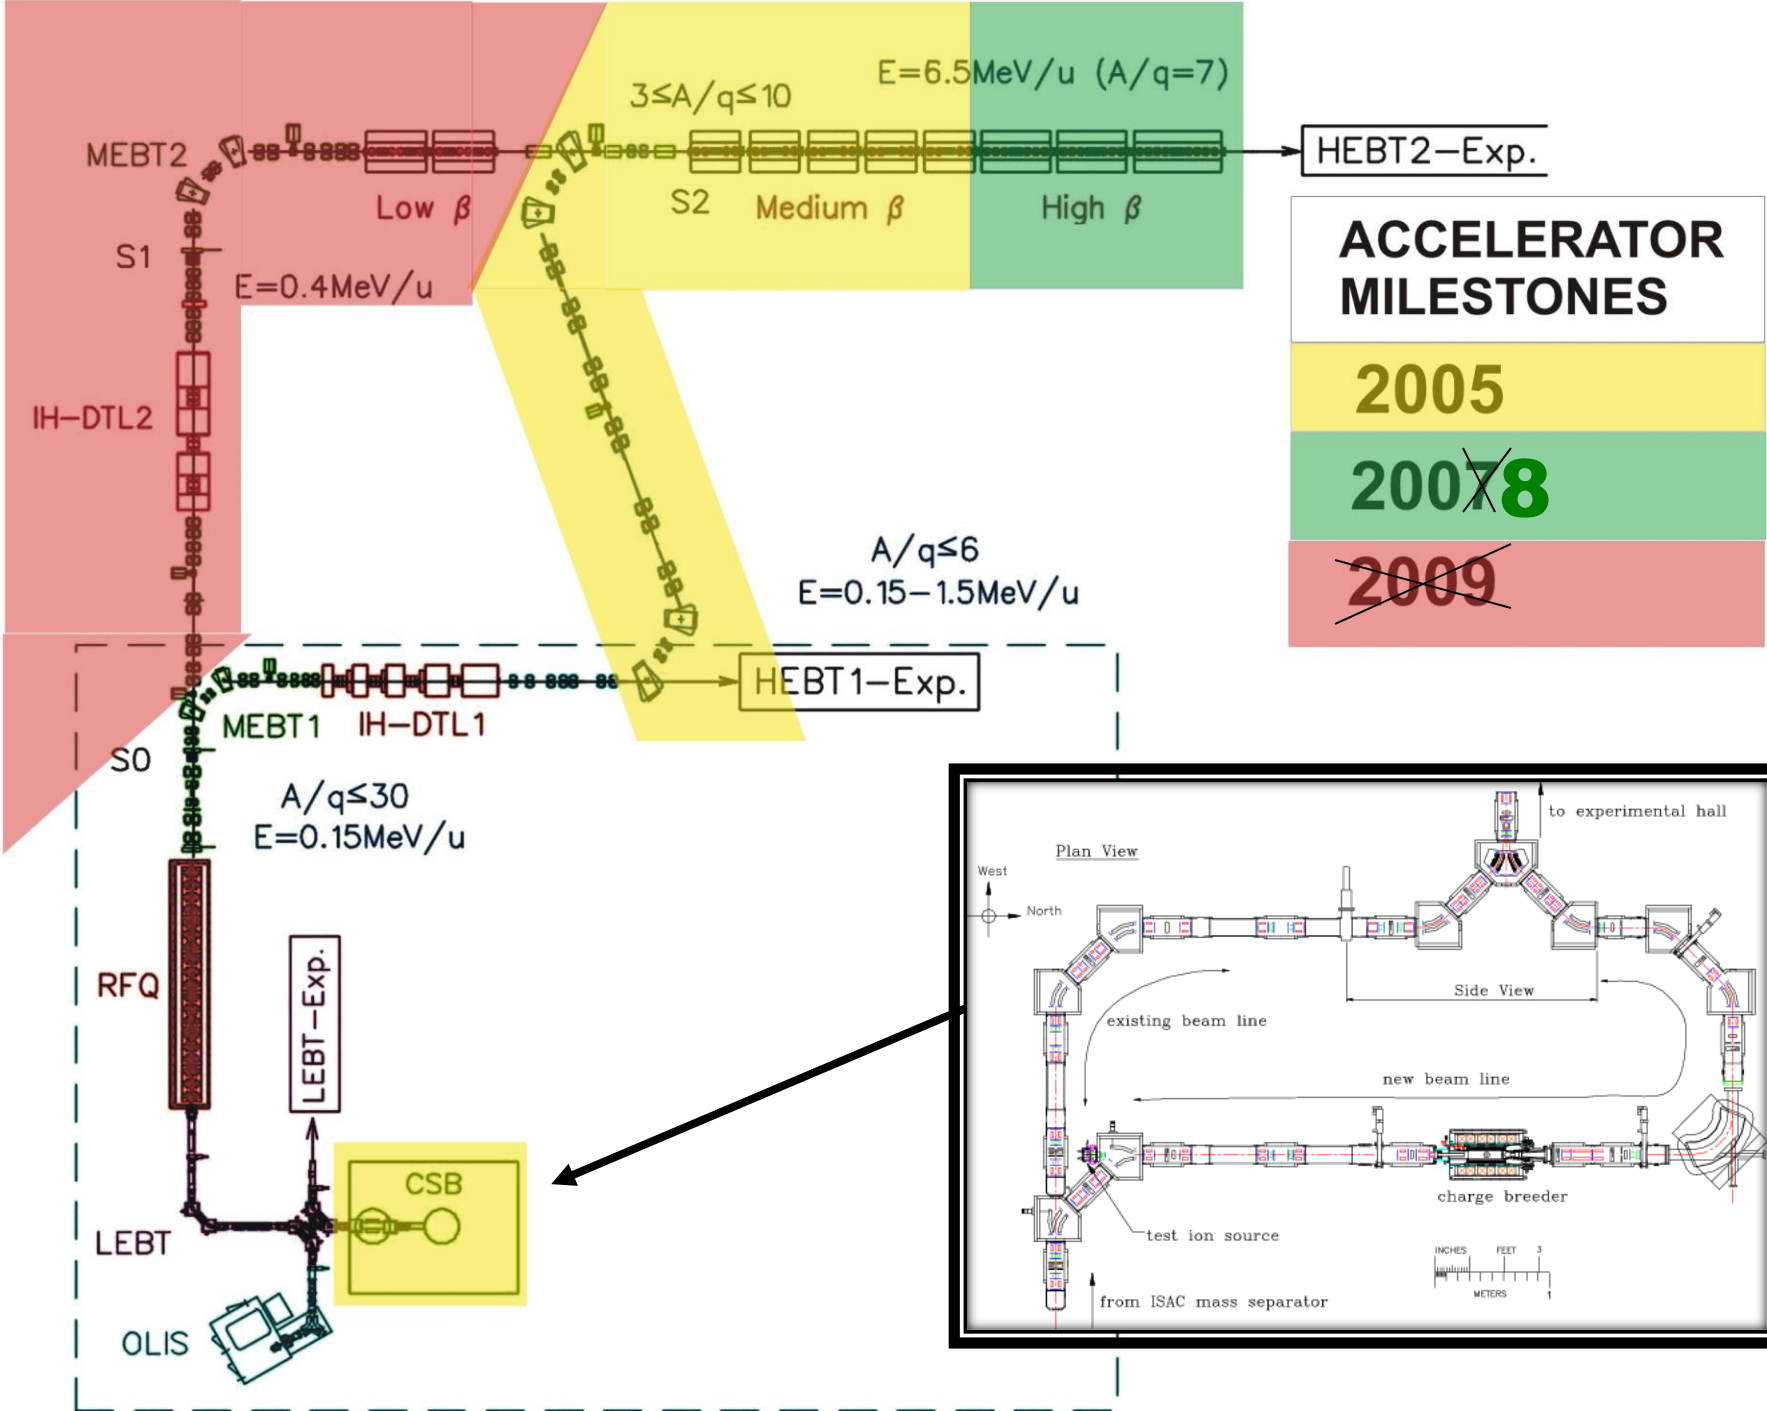 E=6.5MeV/u (A/q=7)
3≤A/q≤10
MEBT2
HEBT2-Exp.
Low β
S2
Medium β
High β
S1
E=0.4MeV/u
ACCELERATOR
MILESTONES
2005
20078
2009
IH-DTL2
A/q≤6
E=0.15-1.5MeV/u
HEBT1-Exp.
MEBT1
IH-DTL1
S0
A/q≤30
E=0.15MeV/u
RFQ
LEBT-Exp.
CSB
LEBT
OLIS
to experimental hall
Plan View
West
North
Side View
existing beam line
new beam line
charge breeder
test ion source
INCHES FEET 3
METERS 1
from ISAC mass separator